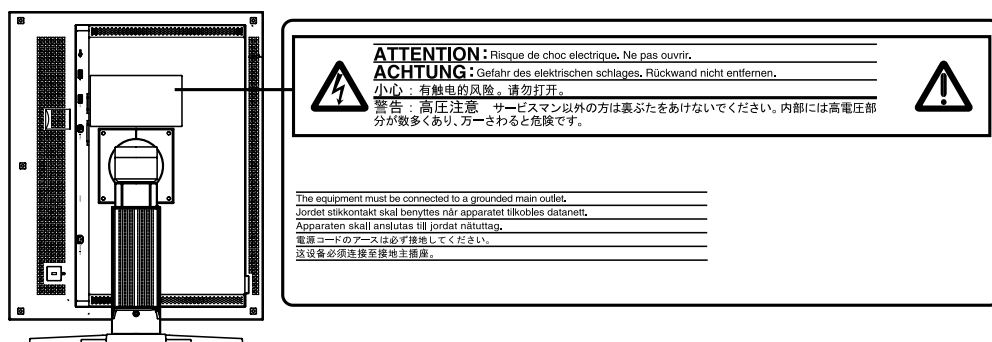 ATTENTION : Risque de choc electrique. Ne pas ouvrir.
ACHTUNG : Gefahr des elektrischen schlages. Rückwand nicht entfernen.
小心 : 有触电的风险。请勿打开。
警告 : 高圧注意 サービスマン以外の方は裏ぶたをあけないでください。内部には高電圧部
分が数多くあり、万一さわると危険です。
The equipment must be connected to a grounded main outlet.
Jordet stikkontakt skal benyttes når apparatet tilkobles datanett.
Apparaten skall anslutas till jordat nätuttag.
電源コードのアースは必ず接地してください。
这设备必须连接至接地主插座。